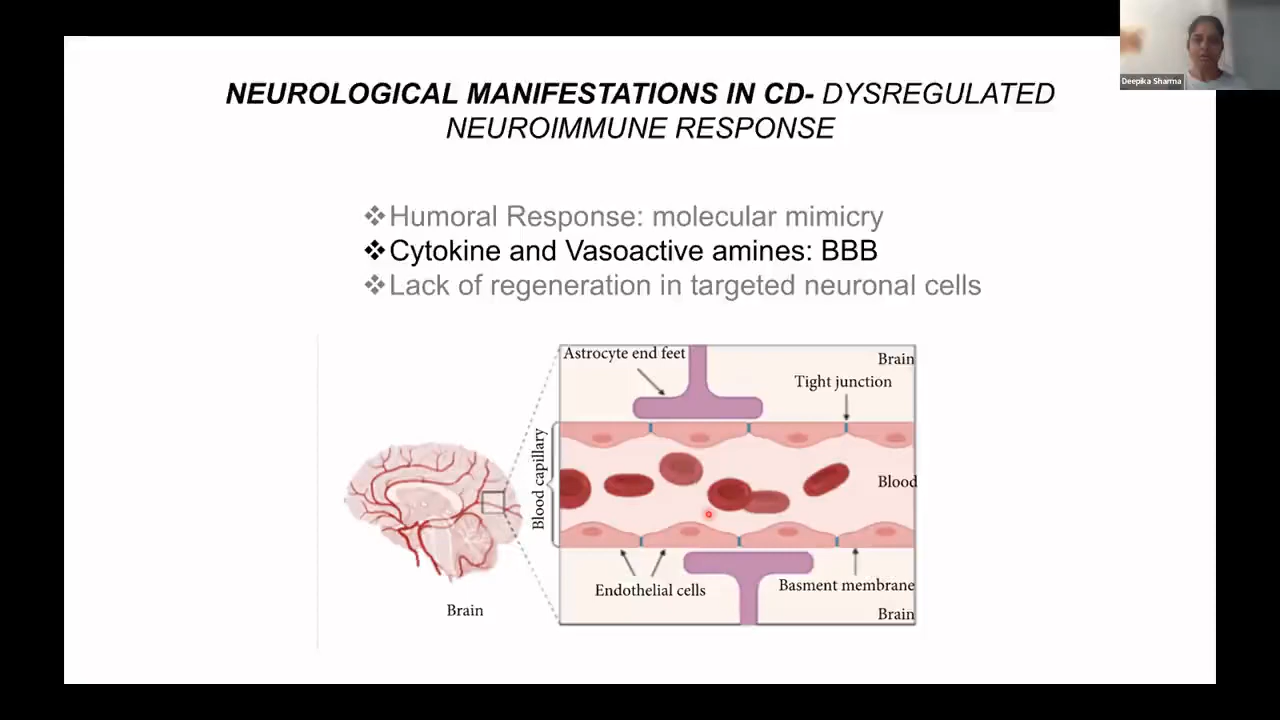 Deepika Sharma
NEUROLOGICAL MANIFESTATIONS IN CD- DYSREGULATED
NEUROIMMUNE RESPONSE
❖Humoral Response: molecular mimicry
❖Cytokine and Vasoactive amines: BBB
❖Lack of regeneration in targeted neuronal cells
Astrocyte end feet
Brain
Tight junction
Blood capillary
Blood
Endothelial cells
Basment membrane
Brain
Brain